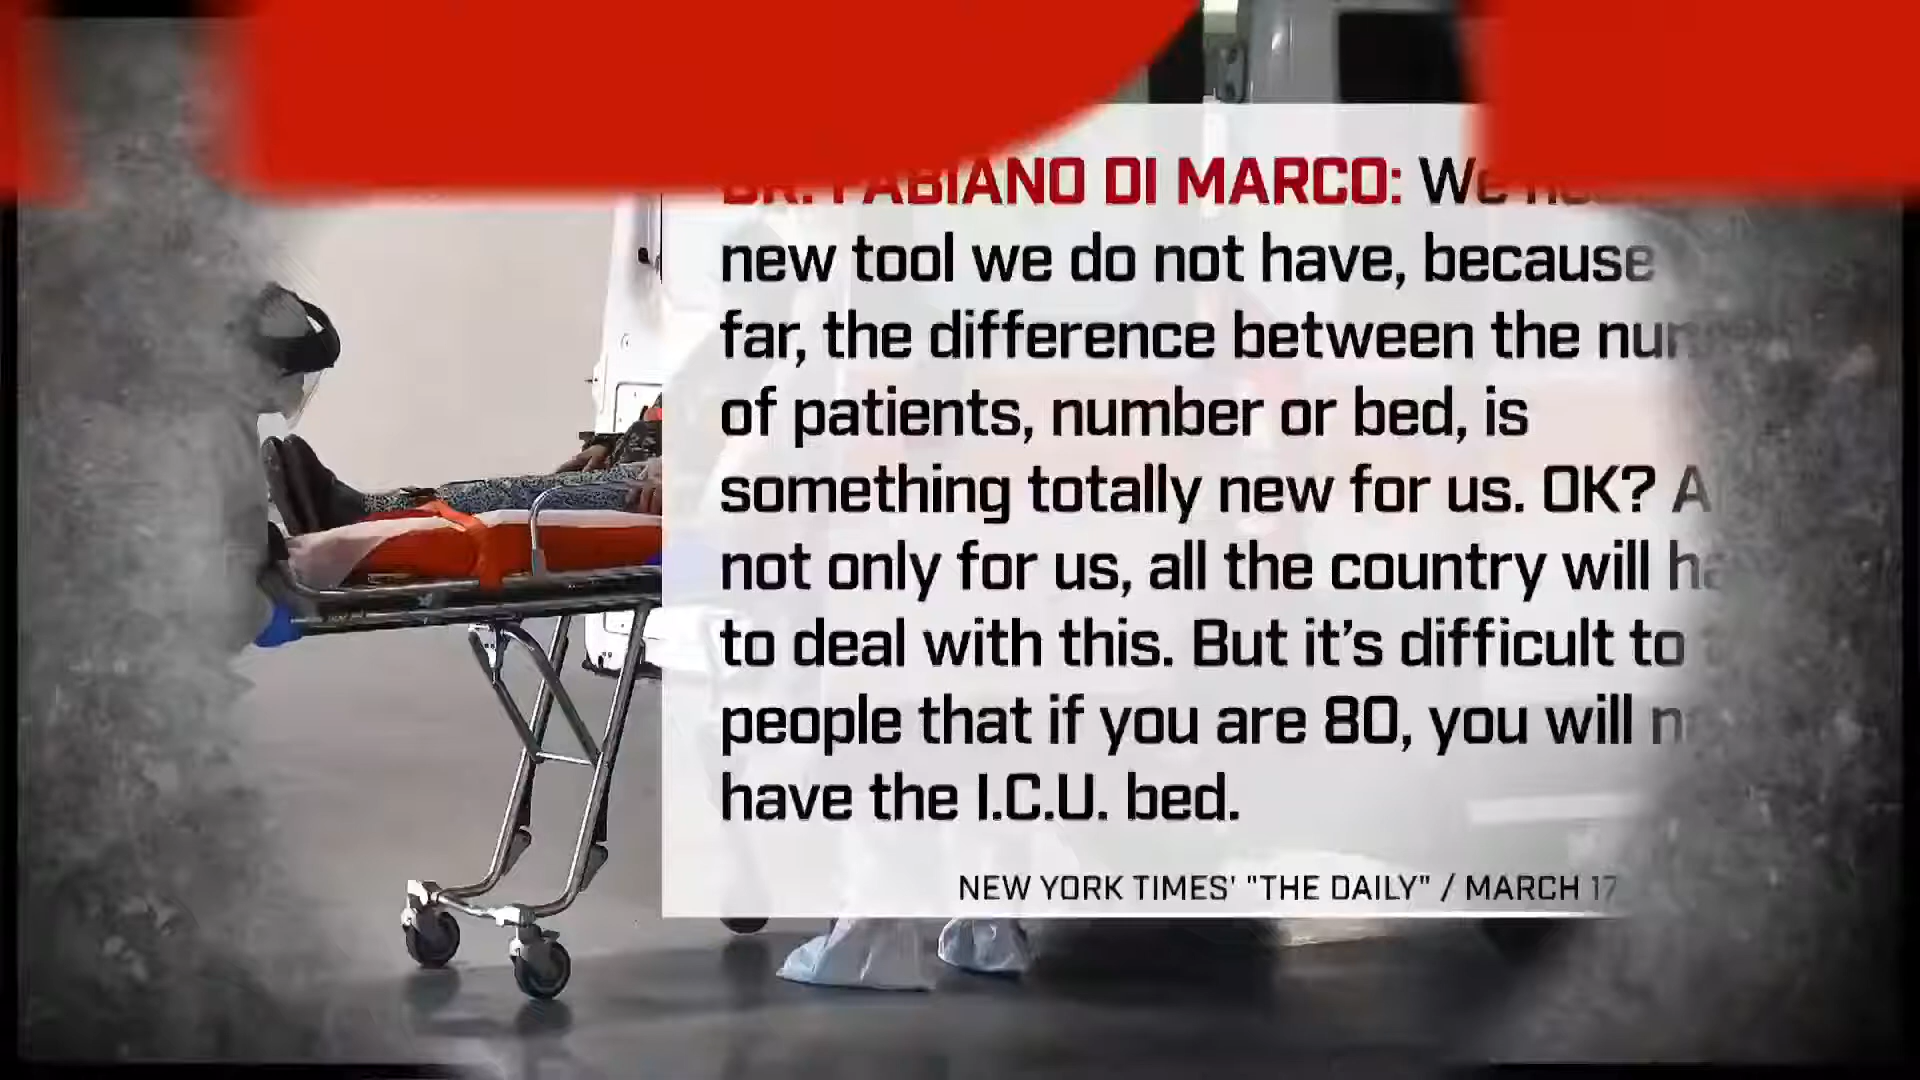 DR. FABIANO DI MARCO: We
new tool we do not have, because
far, the difference between the
of patients, number or bed, is
something totally new for us. OK?
not only for us, all the country will
to deal with this. But it's difficult to
people that if you are 80, you will
have the I.C.U. bed.
NEW YORK TIMES' "THE DAILY" / MARCH 17